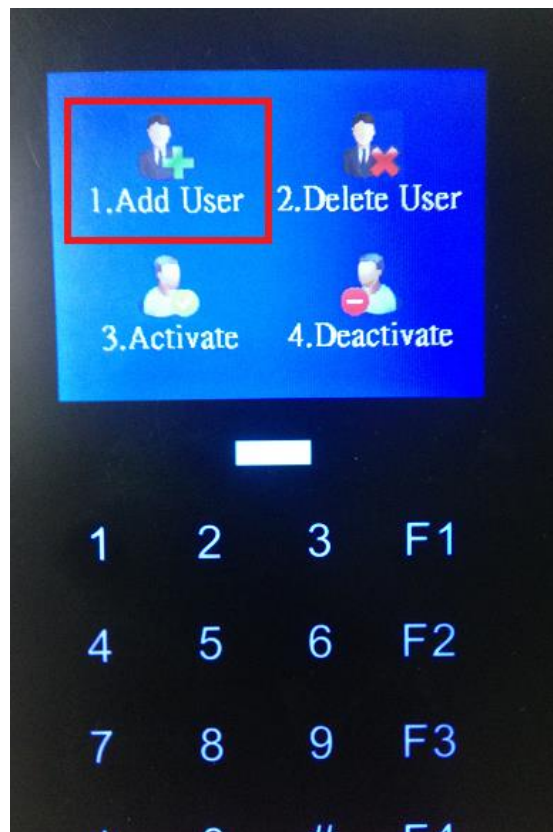 1.Add User 2.Delete User
3.Activate 4.Deactivate
1 2 3 F1
4 5 6 F2
7 8 9 F3